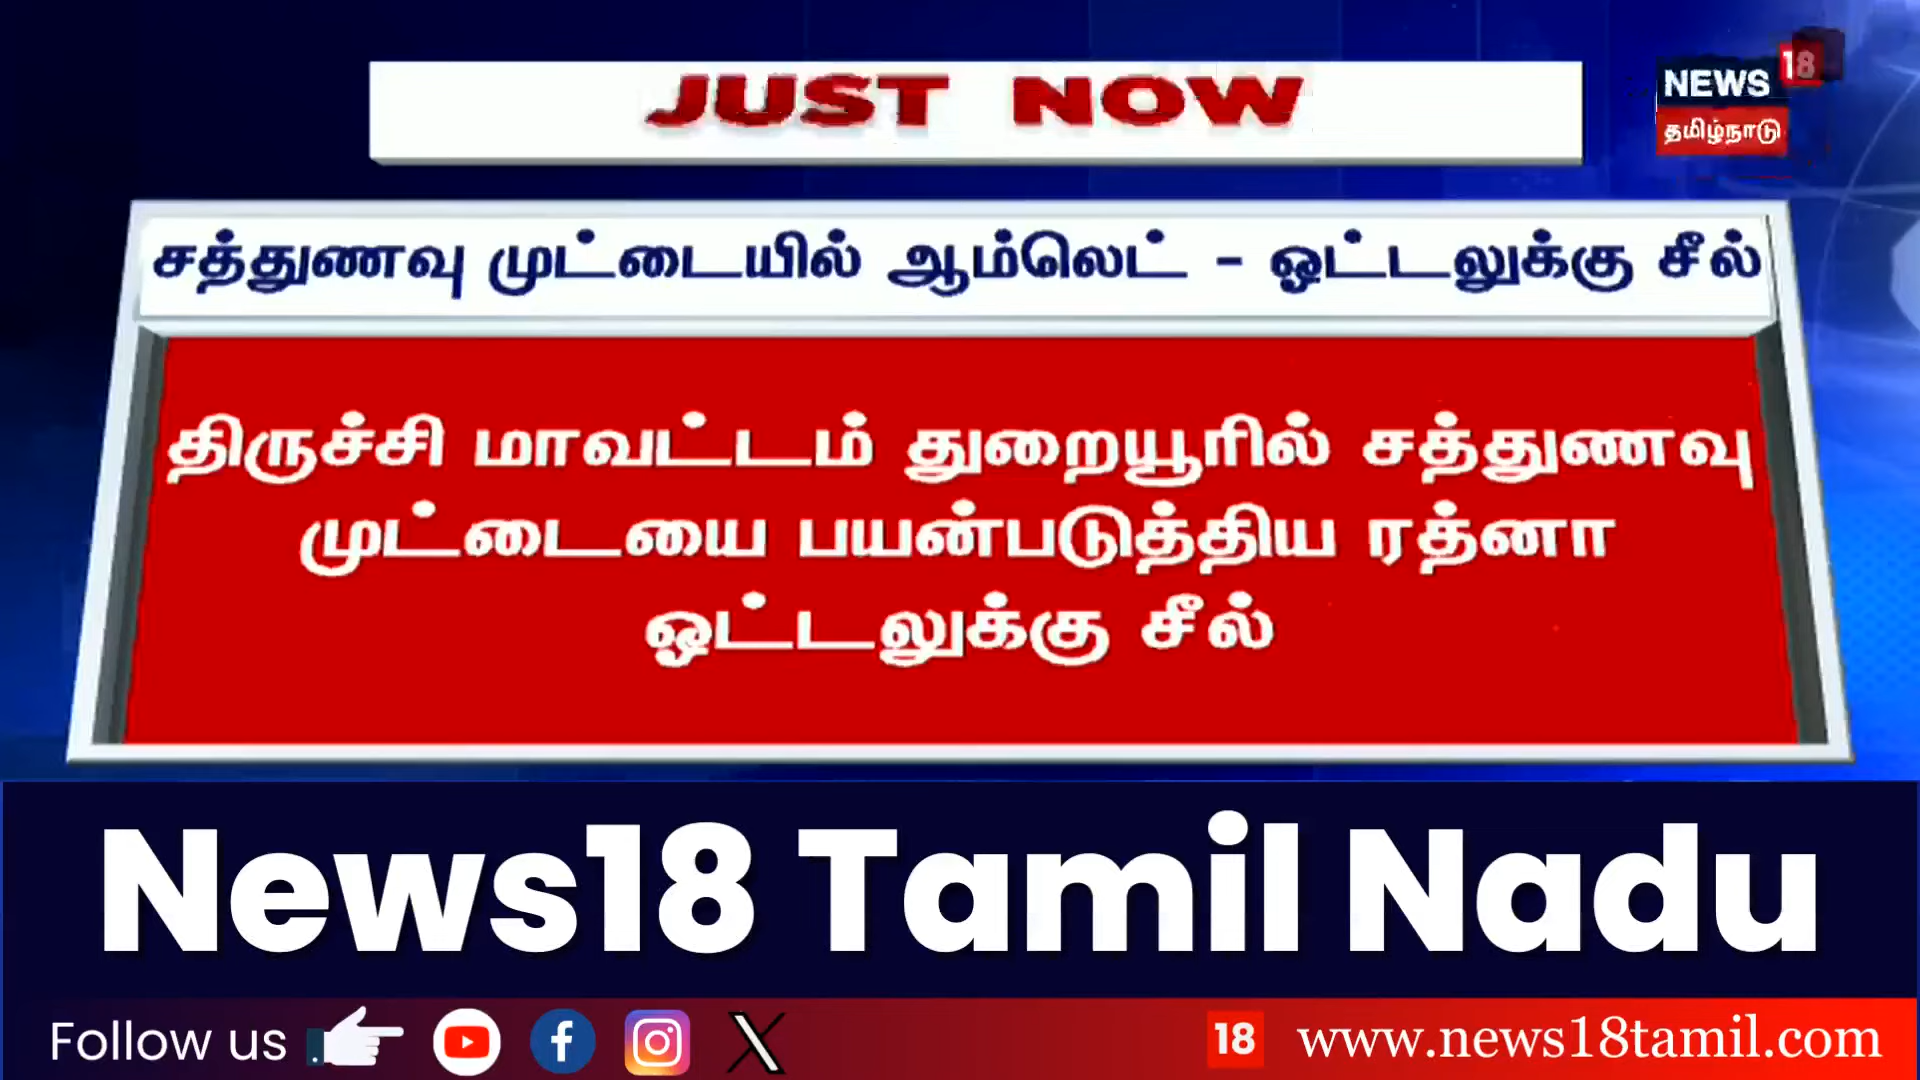 JUST NOW
NEWS 18
தமிழ்நாடு
சத்துணவு முட்டையில் ஆம்லெட் - ஓட்டலுக்கு சீல்
திருச்சி மாவட்டம் துறையூரில் சத்துணவு
முட்டையை பயன்படுத்திய ரத்னா
ஓட்டலுக்கு சீல்
News18 Tamil Nadu
Follow us
18 www.news18tamil.com